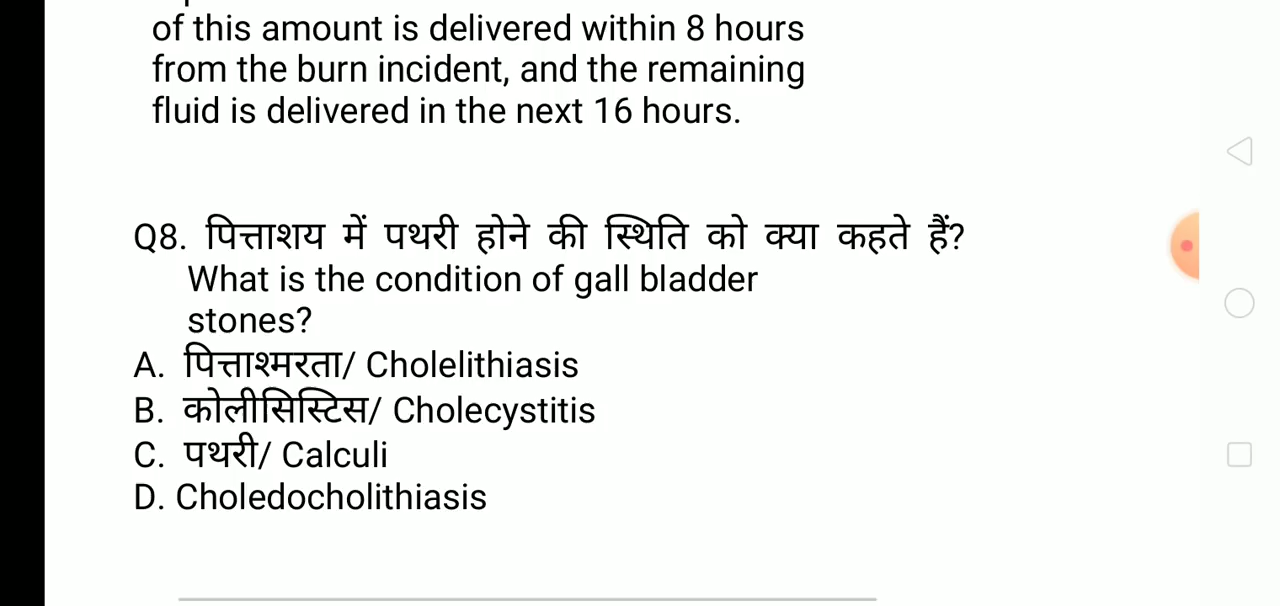 of this amount is delivered within 8 hours
from the burn incident, and the remaining
fluid is delivered in the next 16 hours.
Q8. पित्ताशय में पथरी होने की स्थिति को क्या कहते हैं?
What is the condition of gall bladder
stones?
A. पित्ताश्मरता/ Cholelithiasis
B. कोलीसिस्टिस/ Cholecystitis
C. पथरी/ Calculi
D. Choledocholithiasis